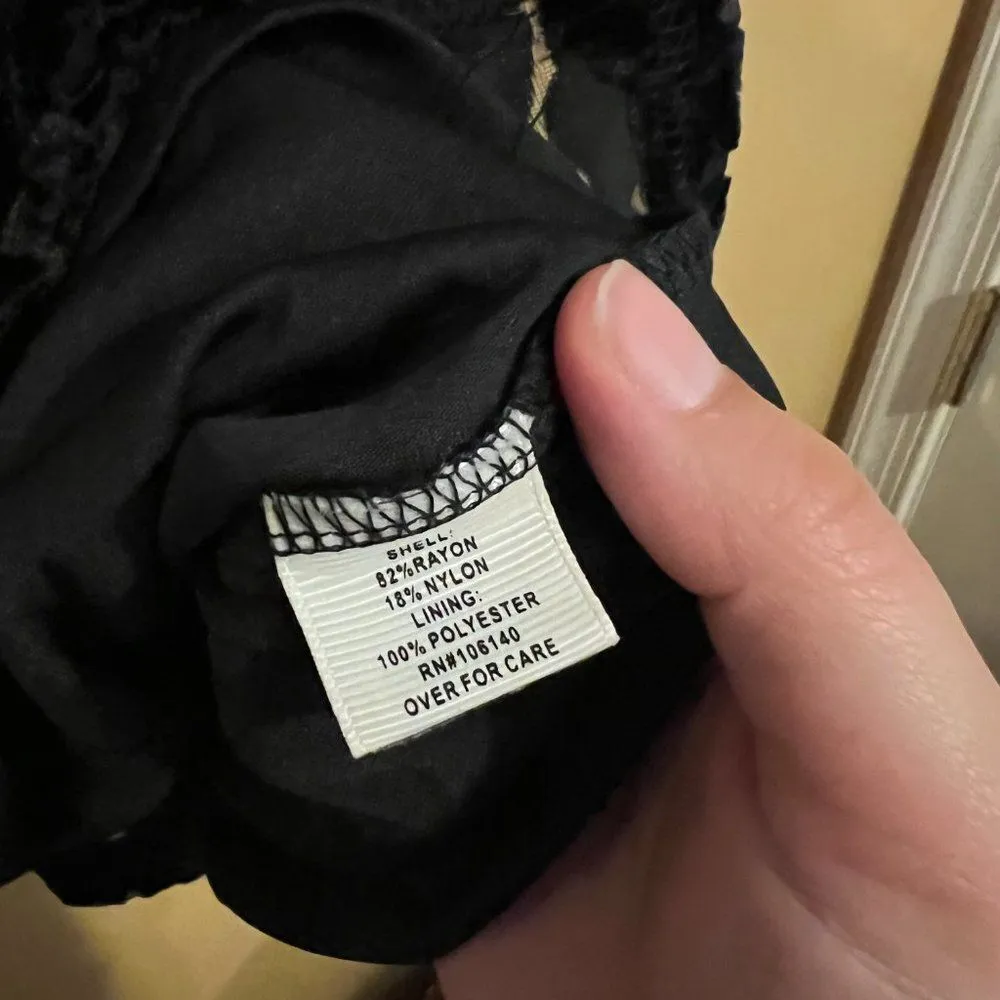 SHELL:
82%RAYON
18% NYLON
LINING:
100% POLYESTER
RN#106140
OVER FOR CARE